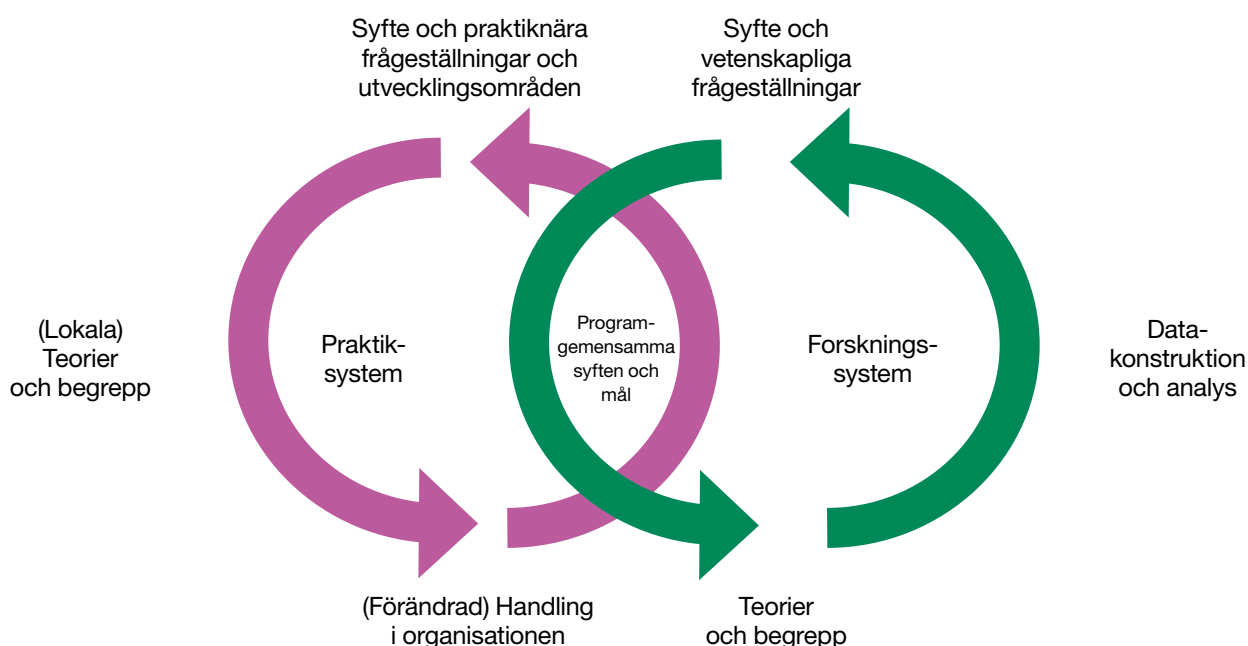 Syfte och praktiknära
frågeställningar och
utvecklingsområden
Syfte och
vetenskapliga
frågeställningar
(Lokala)
Teorier
och begrepp
Praktik-
system
Program-
gemensamma
syften och
mål
Forsknings-
system
Data-
konstruktion
och analys
(Förändrad) Handling
i organisationen
Teorier
och begrepp